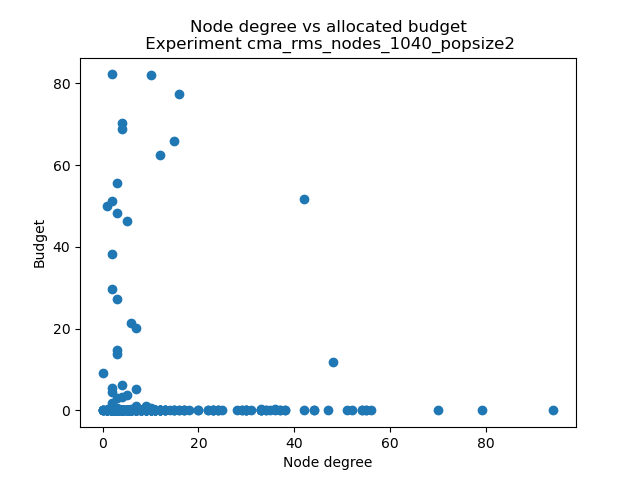 Node degree vs allocated budget
Experiment cma_rms_nodes_1040_popsize2
80
60
40
20
0
Budget
0 20 40 60 80
Node degree